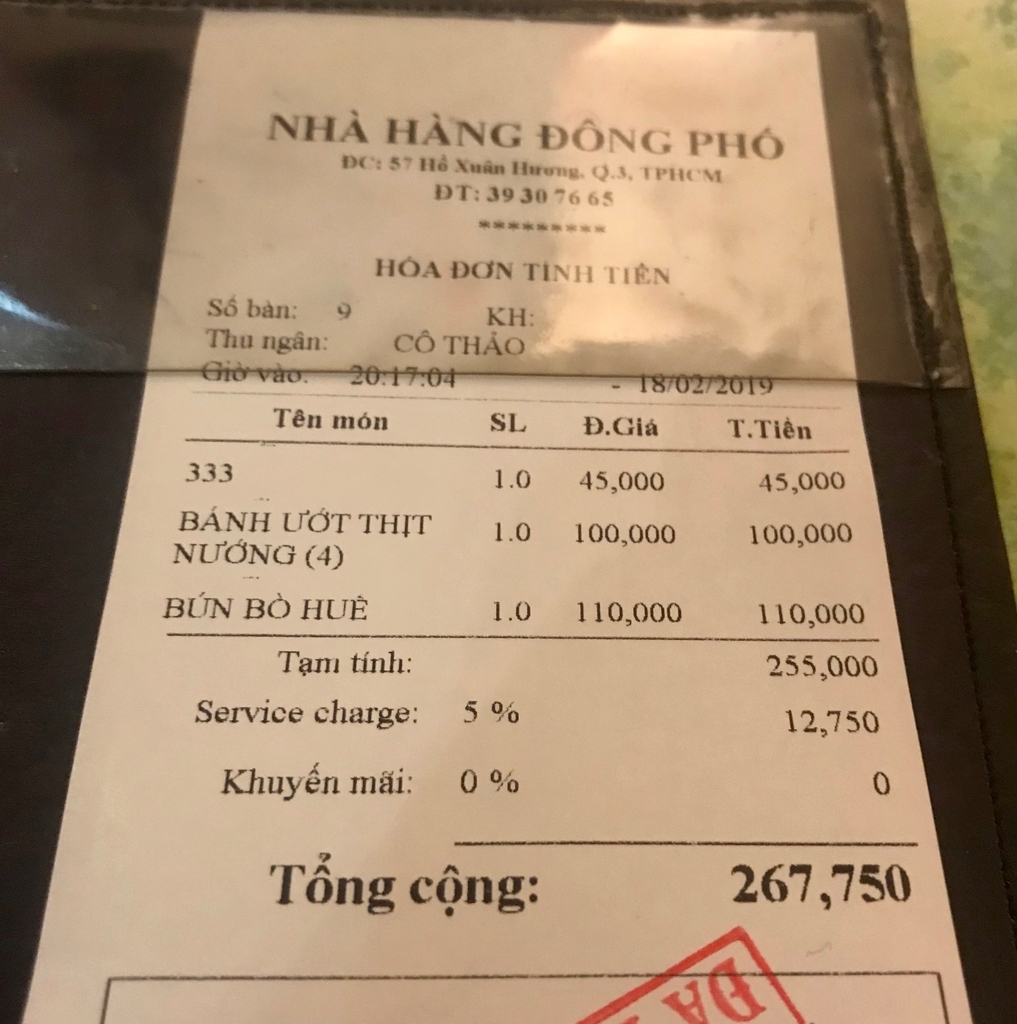 NHÀ HÀNG ĐÔNG PHỐ
ĐC: 57 Hồ Xuân Hương, Q.3, TPHCM
ĐT: 39 30 76 65
*********
HÓA ĐƠN TÍNH TIỀN
Số bàn: 9 KH:
Thu ngân: CÔ THẢO
Giờ vào: 20:17:04 - 18/02/2019
Tên món SL Đ.Giá T.Tiền
333 1.0 45,000 45,000
BÁNH ƯỚT THỊT 1.0 100,000 100,000
NƯỚNG (4)
BÚN BÒ HUẾ 1.0 110,000 110,000
Tạm tính: 255,000
Service charge: 5 % 12,750
Khuyến mãi: 0 % 0
Tổng cộng: 267,750
ĐA